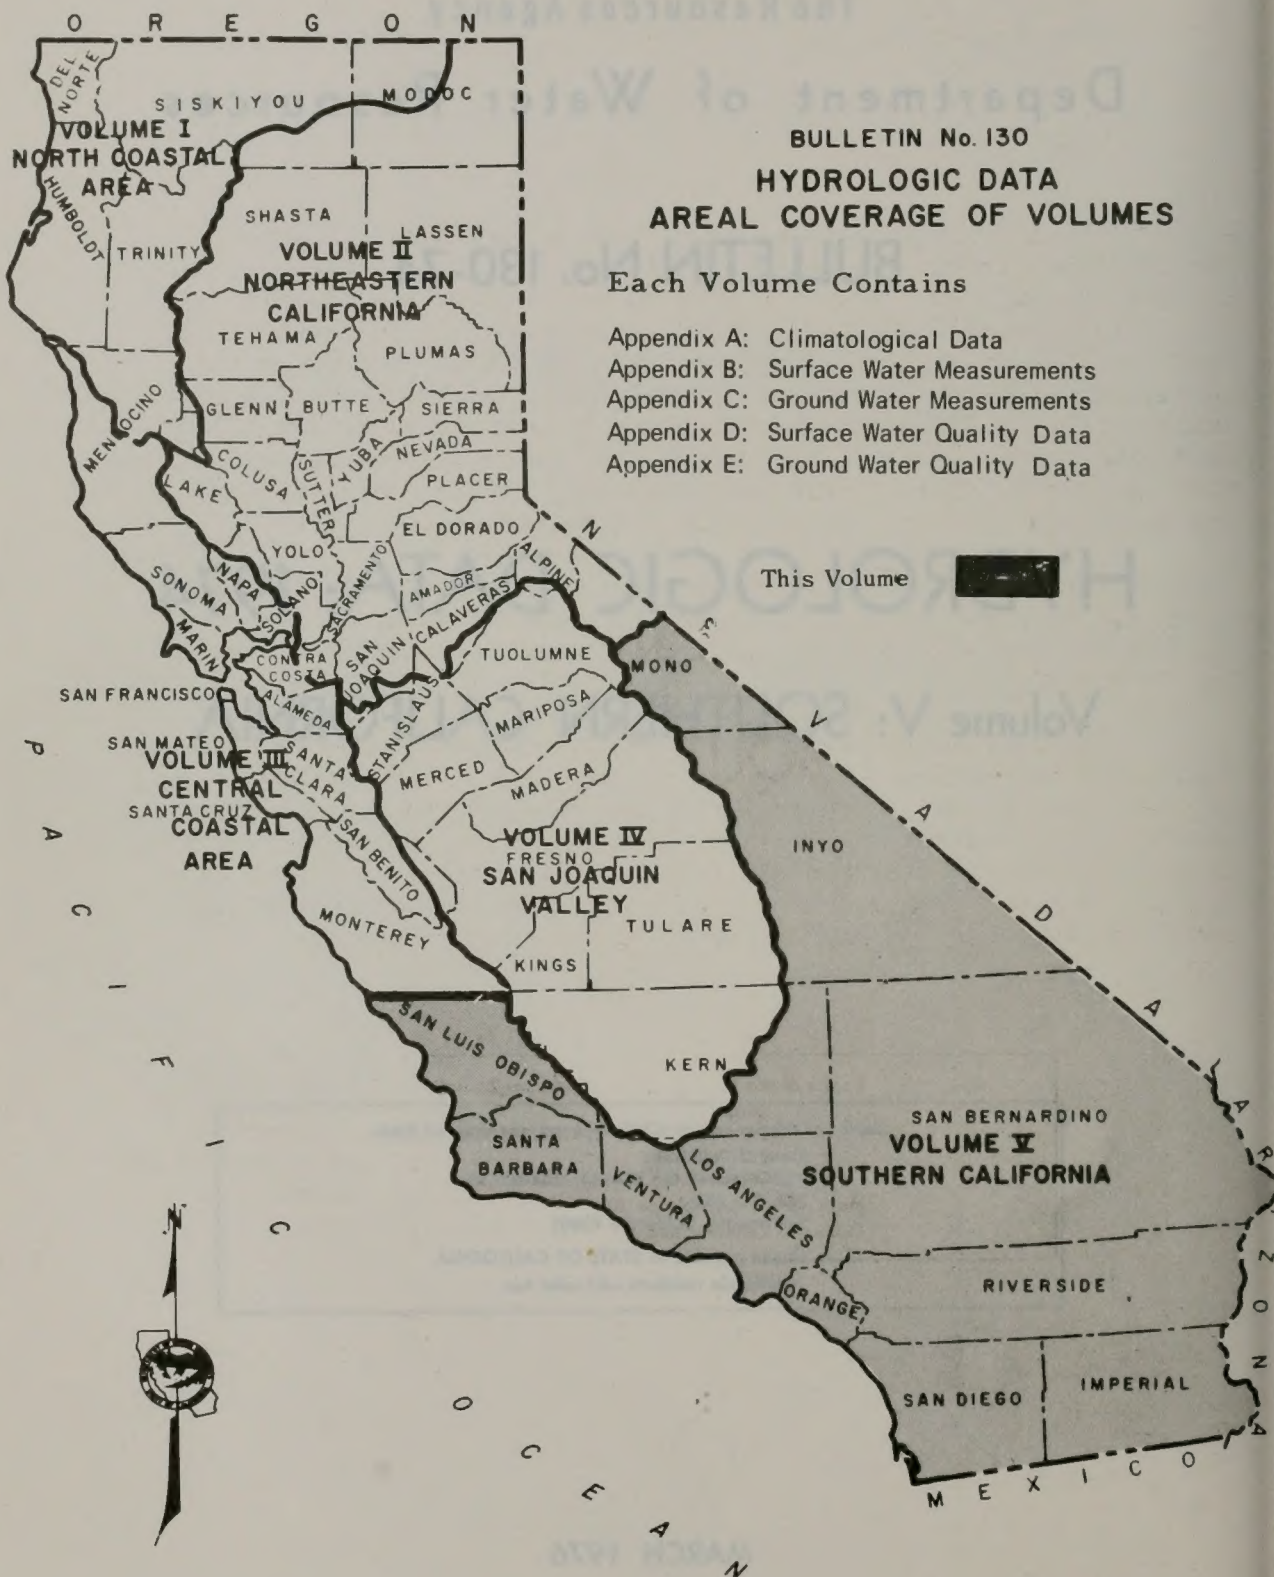 OREGON
DEL NORTE
SISKIYOU
MODOC
VOLUME I
NORTH COASTAL
AREA
HUMBOLDT
TRINITY
SHASTA
LASSEN
VOLUME II
NORTHEASTERN
CALIFORNIA
TEHAMA
PLUMAS
MENDOCINO
GLENN
BUTTE
SIERRA
COLUSA
SUTTER
YUBA
NEVADA
PLACER
LAKE
EL DORADO
YOLO
SONOMA
NAPA
SOLANO
SACRAMENTO
AMADOR
ALPINE
MARIN
CALAVERAS
CONTRA
COSTA
SAN
JOAQUIN
TUOLUMNE
MONO
SAN FRANCISCO
ALAMEDA
STANISLAUS
MARIPOSA
SAN MATEO
VOLUME III
CENTRAL
COASTAL
AREA
SANTA
CLARA
SANTA CRUZ
MERCED
MADERA
SAN BENITO
VOLUME IV
FRESNO
SAN JOAQUIN
VALLEY
INYO
MONTEREY
TULARE
KINGS
SAN LUIS OBISPO
KERN
SAN BERNARDINO
VOLUME V
SOUTHERN CALIFORNIA
SANTA
BARBARA
VENTURA
LOS ANGELES
ORANGE
RIVERSIDE
SAN DIEGO
IMPERIAL
NEVADA
ARIZONA
MEXICO
PACIFIC OCEAN
N
BULLETIN No. 130
HYDROLOGIC DATA
AREAL COVERAGE OF VOLUMES
Each Volume Contains
Appendix A: Climatological Data
Appendix B: Surface Water Measurements
Appendix C: Ground Water Measurements
Appendix D: Surface Water Quality Data
Appendix E: Ground Water Quality Data
This Volume